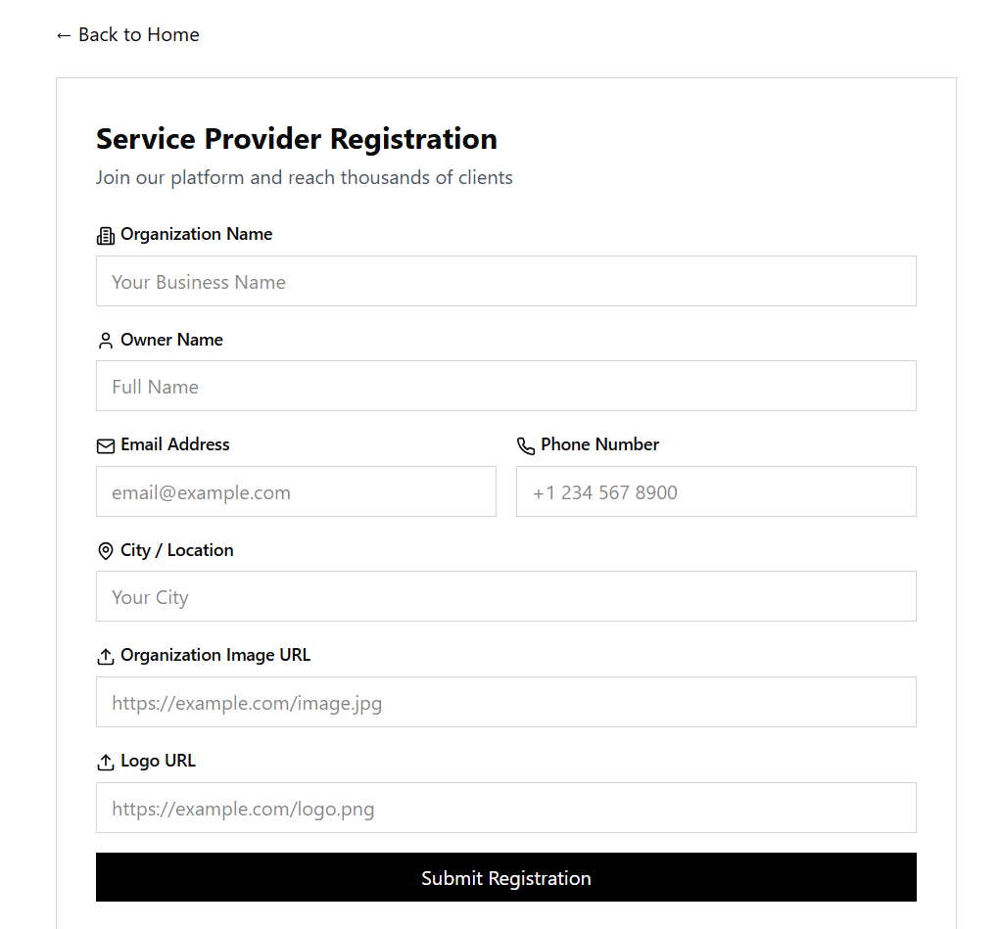 ← Back to Home
Service Provider Registration
Join our platform and reach thousands of clients
Organization Name
Your Business Name
Owner Name
Full Name
Email Address
Phone Number
email@example.com
+1 234 567 8900
City / Location
Your City
Organization Image URL
https://example.com/image.jpg
Logo URL
https://example.com/logo.png
Submit Registration